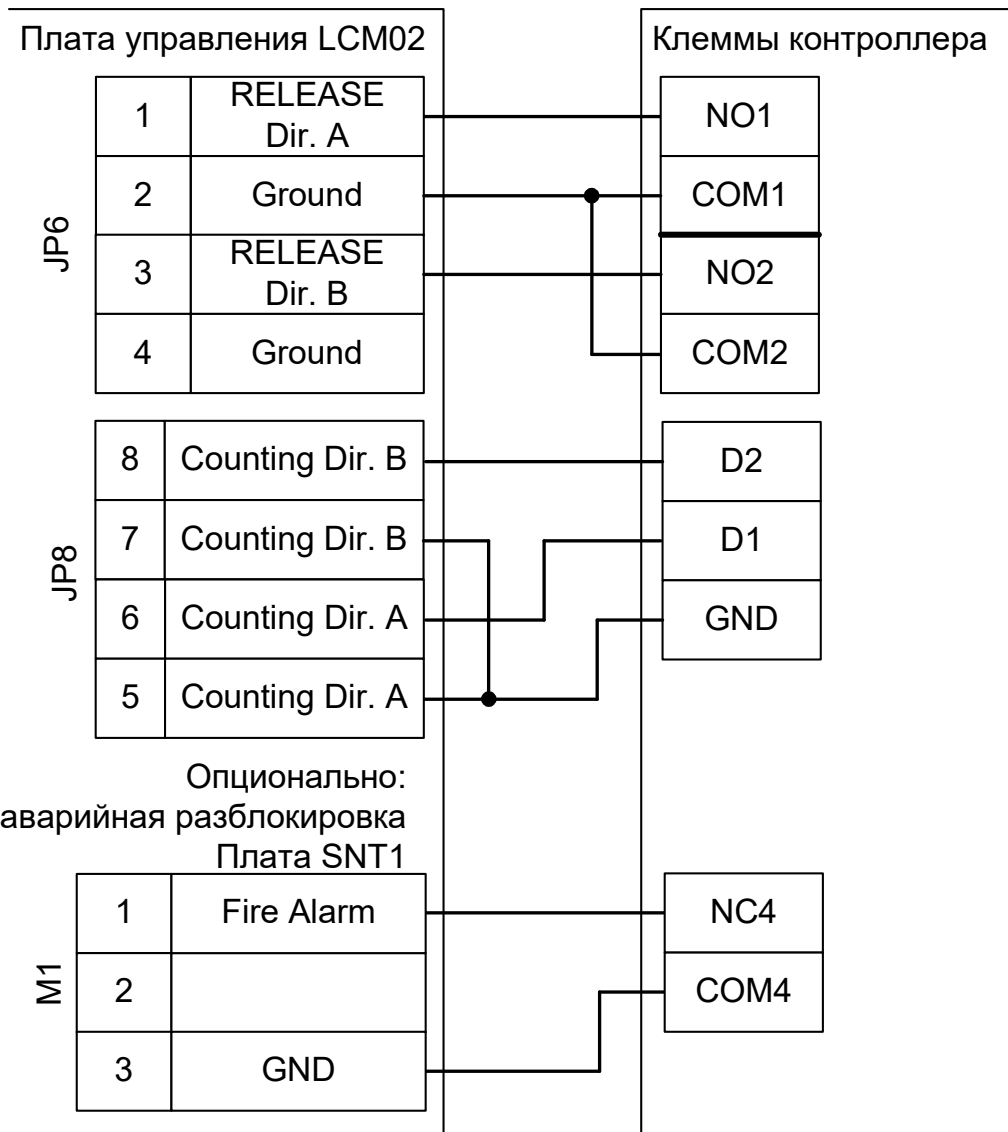 Плата управления LCM02
Клеммы контроллера
JP6
1
RELEASE
Dir. A
NO1
2
Ground
COM1
3
RELEASE
Dir. B
NO2
4
Ground
COM2
JP8
8
Counting Dir. B
D2
7
Counting Dir. B
D1
6
Counting Dir. A
GND
5
Counting Dir. A
Опционально:
аварийная разблокировка
Плата SNT1
M1
1
Fire Alarm
NC4
2
COM4
3
GND